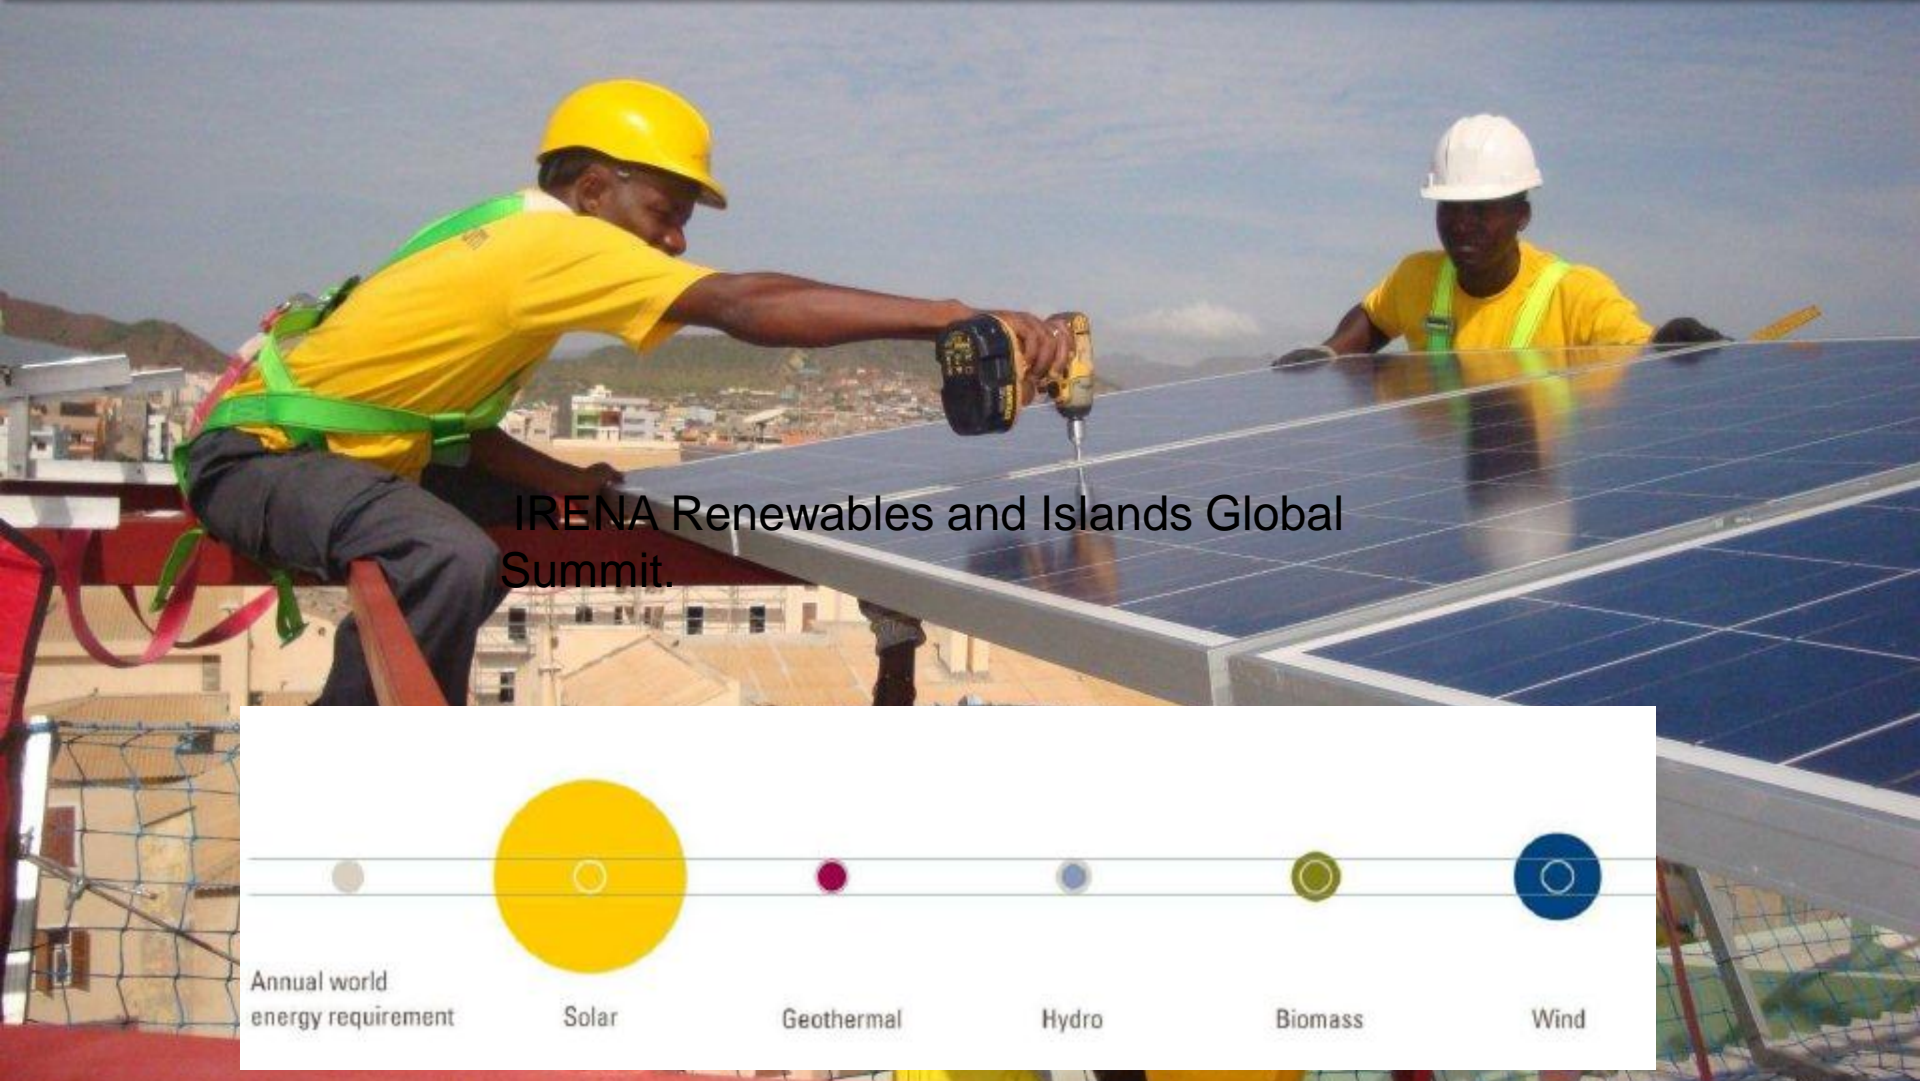 IRENA Renewables and Islands Global
Summit.
Annual world
energy requirement
Solar
Geothermal
Hydro
Biomass
Wind